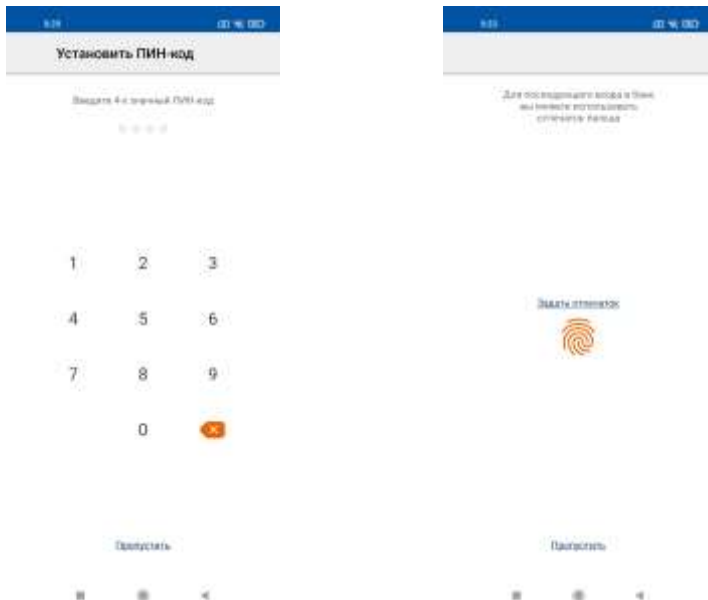 Установить ПИН-код
Введите 4-х значный ПИН-код
1 2 3
4 5 6
7 8 9
0
Пропустить
Для последующего входа в банк
вы можете использовать
отпечаток пальца
Задать отпечаток
Пропустить